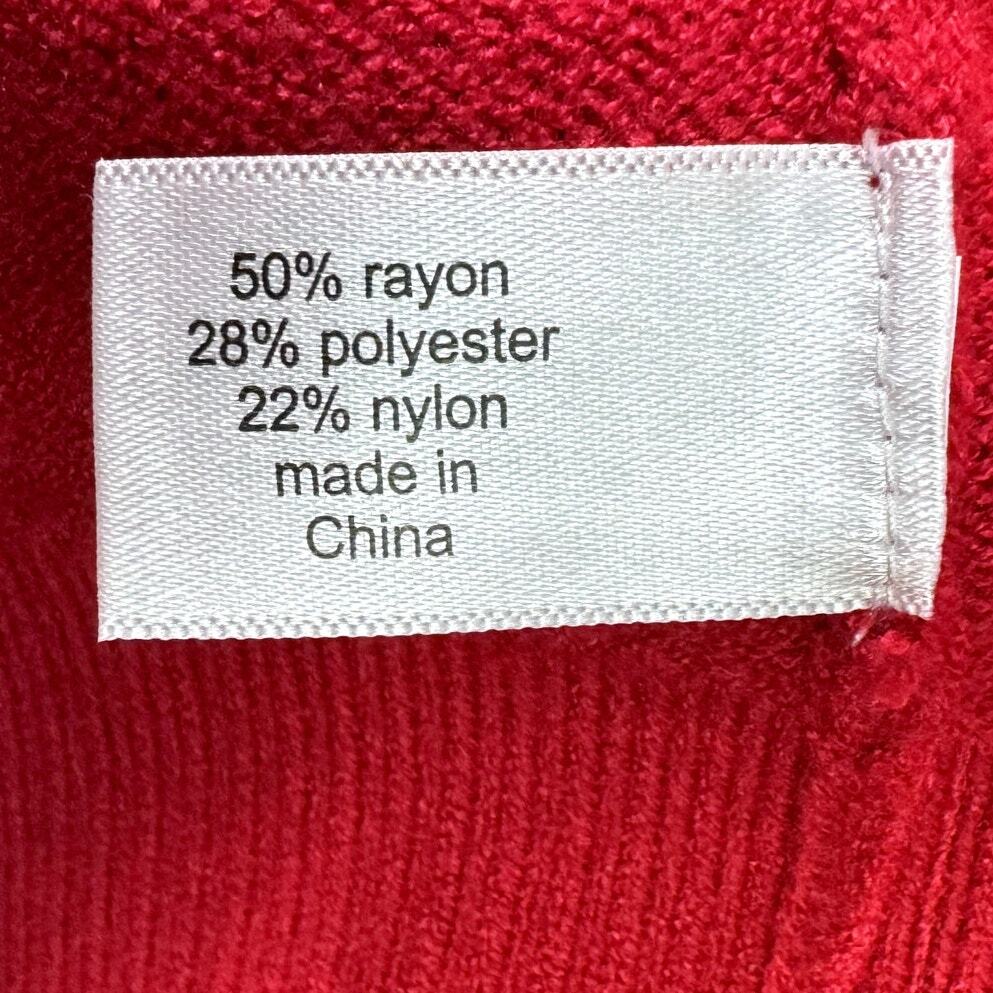 50% rayon
28% polyester
22% nylon
made in
China